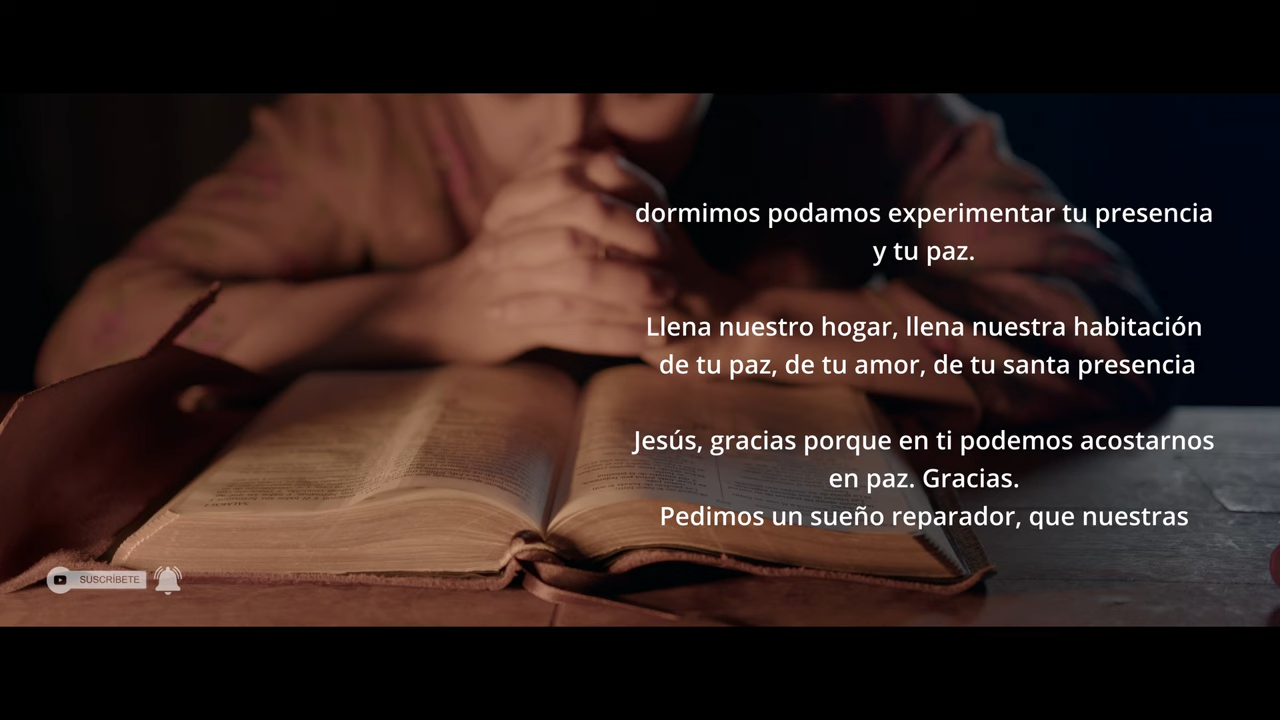 dormimos podamos experimentar tu presencia
y tu paz.
Llena nuestro hogar, llena nuestra habitación
de tu paz, de tu amor, de tu santa presencia
Jesús, gracias porque en ti podemos acostarnos
en paz. Gracias.
Pedimos un sueño reparador, que nuestras
SUSCRÍBETE